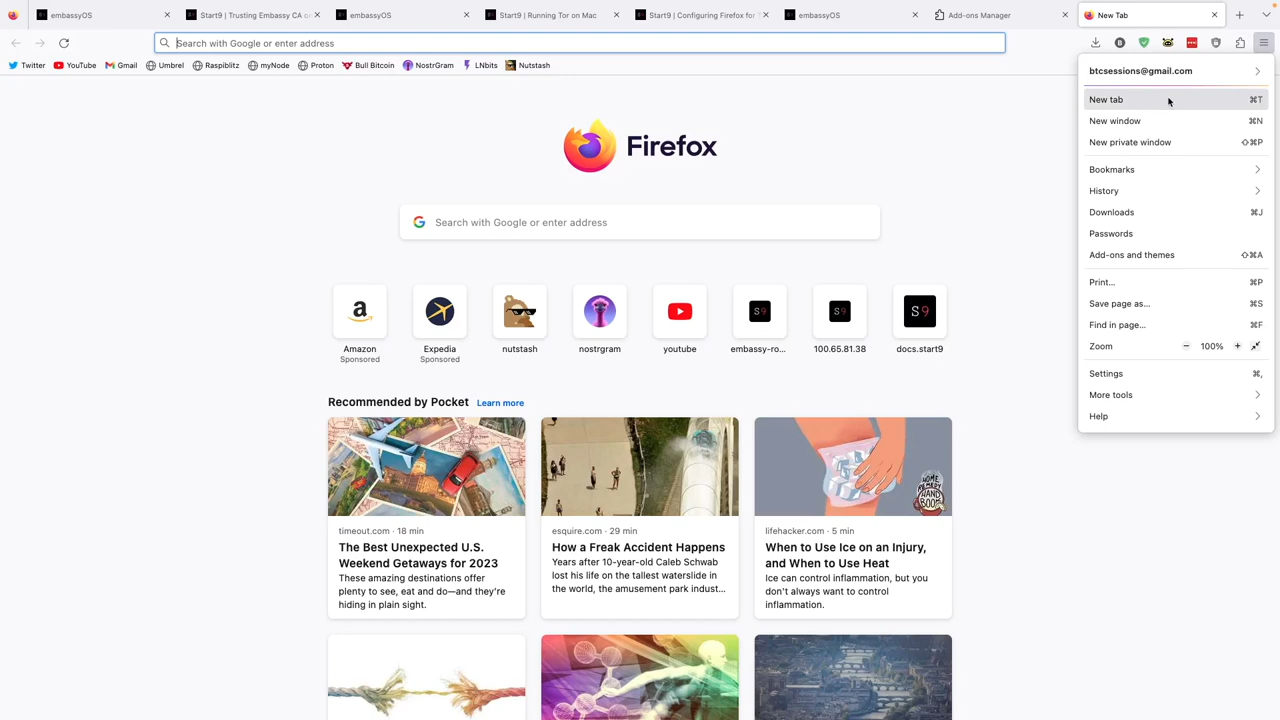 embassyOS
Start9 | Trusting Embassy CA on
embassyOS
Start9 | Running Tor on Mac
Start9 | Configuring Firefox for T
embassyOS
Add-ons Manager
New Tab
Search with Google or enter address
Twitter
YouTube
Gmail
Umbrel
Raspiblitz
myNode
Proton
Bull Bitcoin
NostrGram
LNbits
Nutstash
btcsessions@gmail.com
New tab ⌘T
New window ⌘N
New private window ⇧⌘P
Bookmarks
History
Downloads ⌘J
Passwords
Add-ons and themes ⇧⌘A
Print... ⌘P
Save page as... ⌘S
Find in page... ⌘F
Zoom − 100% +
Settings ⌘,
More tools
Help
Firefox
Search with Google or enter address
Amazon
Sponsored
Expedia
Sponsored
nutstash
nostrgram
youtube
S9
embassy-ro...
S9
100.65.81.38
S9
docs.start9
Recommended by Pocket Learn more
timeout.com · 18 min
The Best Unexpected U.S.
Weekend Getaways for 2023
These amazing destinations offer
plenty to see, eat and do—and they're
hiding in plain sight.
esquire.com · 29 min
How a Freak Accident Happens
Years after 10-year-old Caleb Schwab
lost his life on the tallest waterslide in
the world, the amusement park indust...
HOME
REMEDY
HAND
BOOK
lifehacker.com · 5 min
When to Use Ice on an Injury,
and When to Use Heat
Ice can control inflammation, but you
don't always want to control
inflammation.